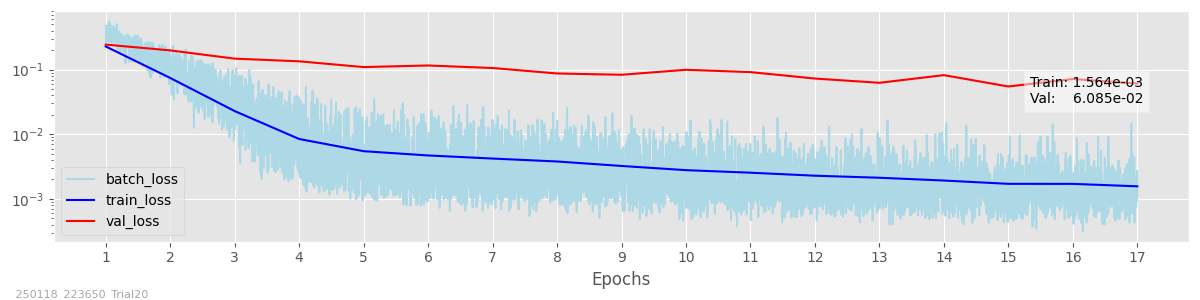 10⁻¹
10⁻²
10⁻³
Train: 1.564e-03
Val: 6.085e-02
batch_loss
train_loss
val_loss
1 2 3 4 5 6 7 8 9 10 11 12 13 14 15 16 17
Epochs
250118_223650_Trial20